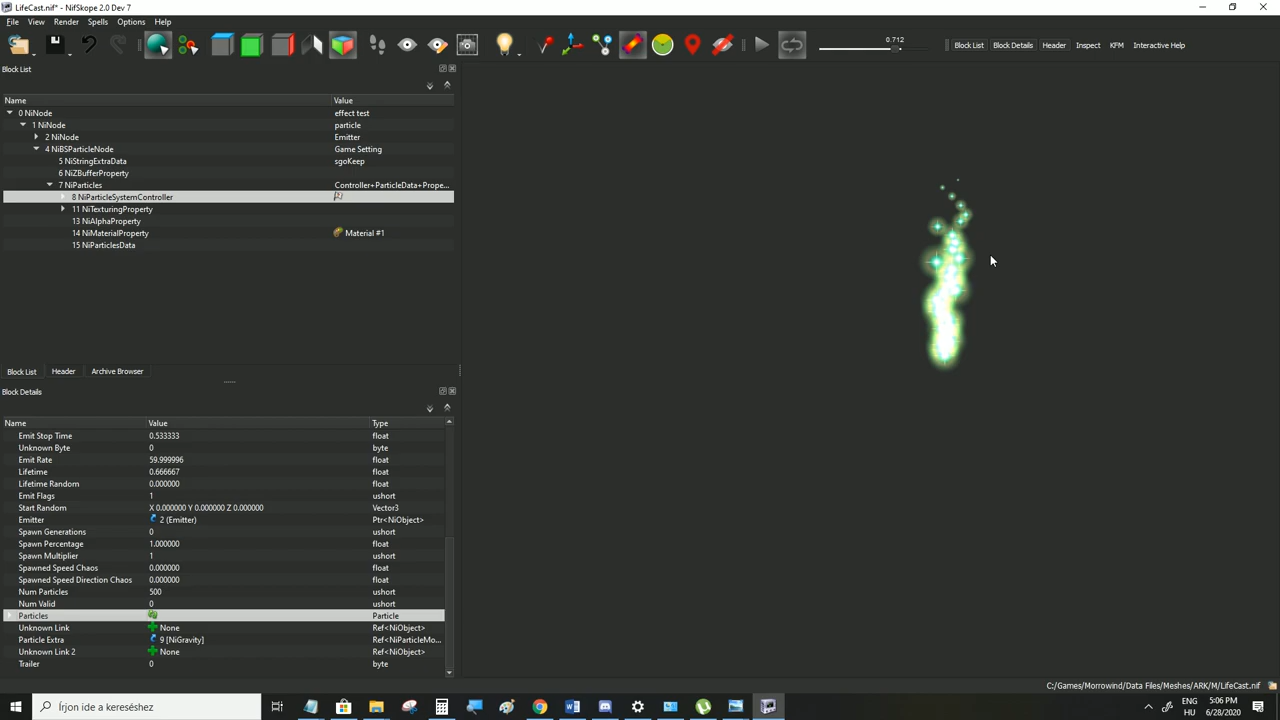 LifeCast.nif* - NifSkope 2.0 Dev 7
File View Render Spells Options Help
0.712
Block List Block Details Header Inspect KFM Interactive Help
Block List
Name Value
0 NiNode effect test
1 NiNode particle
2 NiNode Emitter
4 NiBSParticleNode Game Setting
5 NiStringExtraData sgoKeep
6 NiZBufferProperty
7 NiParticles Controller+ParticleData+Prope...
8 NiParticleSystemController
11 NiTexturingProperty
13 NiAlphaProperty
14 NiMaterialProperty Material #1
15 NiParticlesData
Block List Header Archive Browser
Block Details
Name Value Type
Emit Stop Time 0.533333 float
Unknown Byte 0 byte
Emit Rate 59.999996 float
Lifetime 0.666667 float
Lifetime Random 0.000000 float
Emit Flags 1 ushort
Start Random X 0.000000 Y 0.000000 Z 0.000000 Vector3
Emitter 2 (Emitter) Ptr<NiObject>
Spawn Generations 0 ushort
Spawn Percentage 1.000000 float
Spawn Multiplier 1 ushort
Spawned Speed Chaos 0.000000 float
Spawned Speed Direction Chaos 0.000000 float
Num Particles 500 ushort
Num Valid 0 ushort
Particles Particle
Unknown Link None Ref<NiObject>
Particle Extra 9 [NiGravity] Ref<NiParticleMo...
Unknown Link 2 None Ref<NiObject>
Trailer 0 byte
C:/Games/Morrowind/Data Files/Meshes/ARK/M/LifeCast.nif
Írjon ide a kereséshez
ENG 5:06 PM
HU 6/28/2020